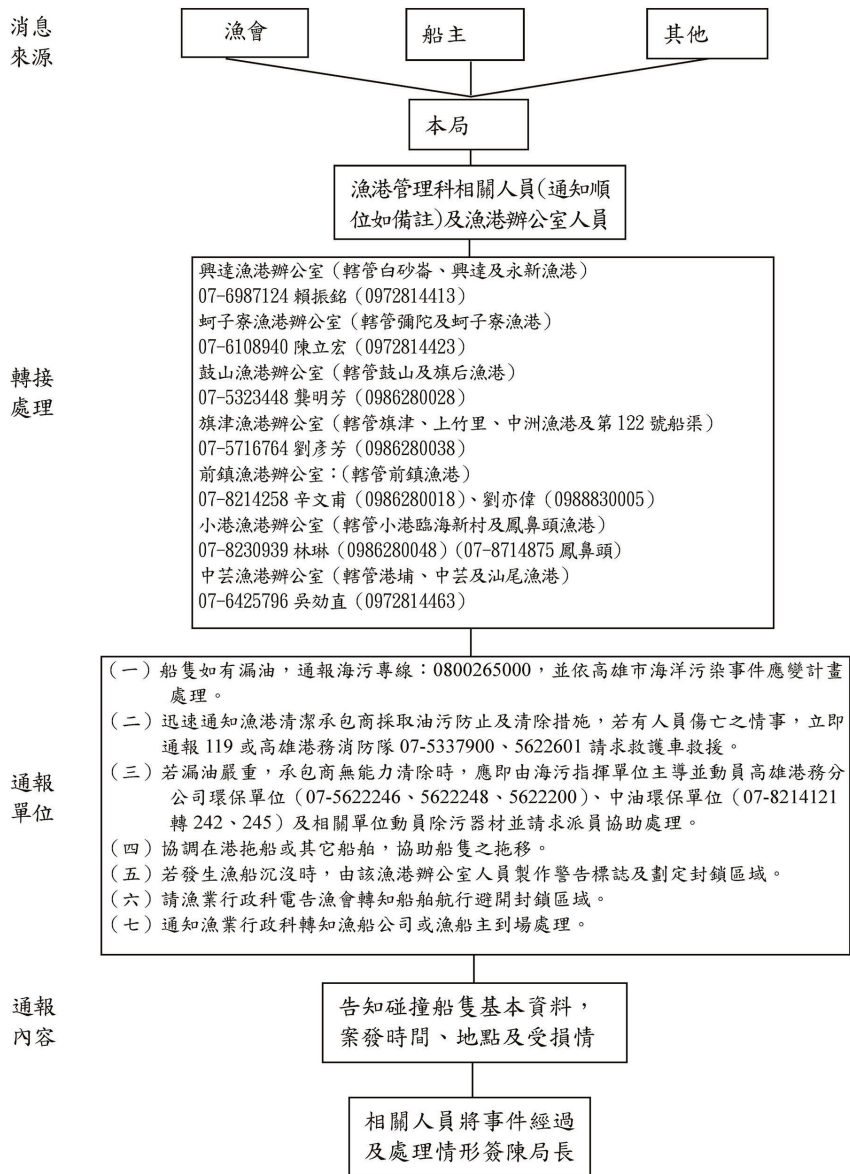 消息
來源
漁會
船主
其他
本局
漁港管理科相關人員(通知順
位如備註)及漁港辦公室人員
轉接
處理
興達漁港辦公室（轄管白砂崙、興達及永新漁港）
07-6987124 賴振銘（0972814413）
蚵子寮漁港辦公室（轄管彌陀及蚵子寮漁港）
07-6108940 陳立宏（0972814423）
鼓山漁港辦公室（轄管鼓山及旗后漁港）
07-5323448 龔明芳（0986280028）
旗津漁港辦公室（轄管旗津、上竹里、中洲漁港及第 122 號船渠）
07-5716764 劉彥芳（0986280038）
前鎮漁港辦公室：（轄管前鎮漁港）
07-8214258 辛文甫（0986280018）、劉亦偉（0988830005）
小港漁港辦公室（轄管小港臨海新村及鳳鼻頭漁港）
07-8230939 林琳（0986280048）(07-8714875 鳳鼻頭）
中芸漁港辦公室（轄管港埔、中芸及汕尾漁港）
07-6425796 吳効直（0972814463）
通報
單位
（一）船隻如有漏油，通報海污專線：0800265000，並依高雄市海洋污染事件應變計畫
處理。
（二）迅速通知漁港清潔承包商採取油污防止及清除措施，若有人員傷亡之情事，立即
通報 119 或高雄港務消防隊 07-5337900、5622601 請求救護車救援。
（三）若漏油嚴重，承包商無能力清除時，應即由海污指揮單位主導並動員高雄港務分
公司環保單位（07-5622246、5622248、5622200）、中油環保單位（07-8214121
轉 242、245）及相關單位動員除污器材並請求派員協助處理。
（四）協調在港拖船或其它船舶，協助船隻之拖移。
（五）若發生漁船沉沒時，由該漁港辦公室人員製作警告標誌及劃定封鎖區域。
（六）請漁業行政科電告漁會轉知船舶航行避開封鎖區域。
（七）通知漁業行政科轉知漁船公司或漁船主到場處理。
通報
內容
告知碰撞船隻基本資料，
案發時間、地點及受損情
相關人員將事件經過
及處理情形簽陳局長